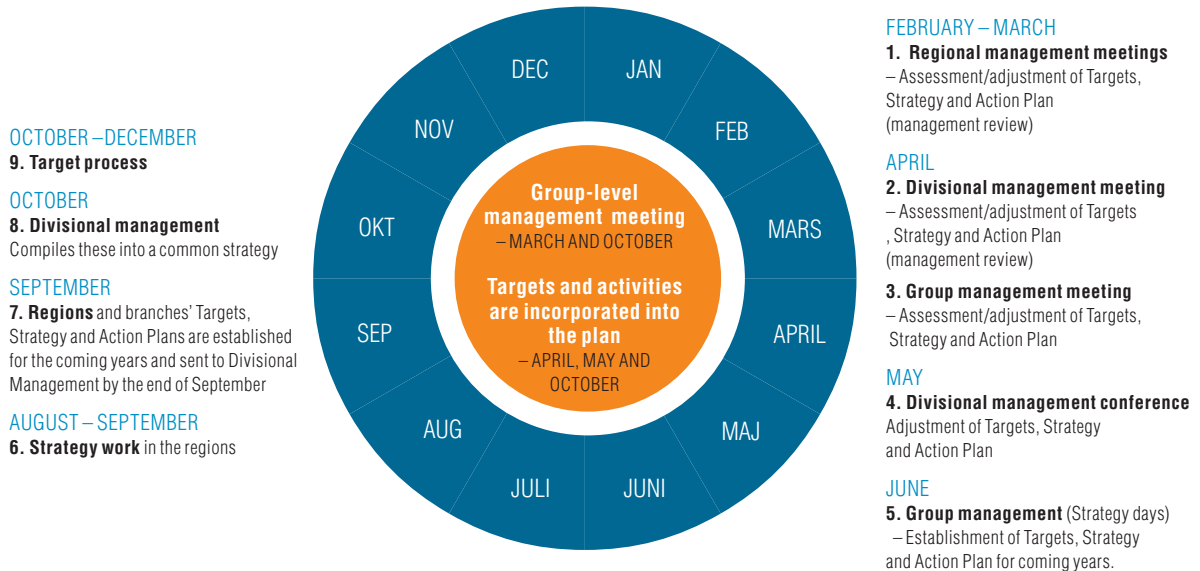 OCTOBER – DECEMBER
9. Target process
OCTOBER
8. Divisional management
Compiles these into a common strategy
SEPTEMBER
7. Regions and branches' Targets,
Strategy and Action Plans are established
for the coming years and sent to Divisional
Management by the end of September
AUGUST – SEPTEMBER
6. Strategy work in the regions
DEC
JAN
NOV
FEB
OKT
MARS
SEP
APRIL
AUG
MAJ
JULI
JUNI
Group-level
management meeting
– MARCH AND OCTOBER
Targets and activities
are incorporated into
the plan
– APRIL, MAY AND
OCTOBER
FEBRUARY – MARCH
1. Regional management meetings
– Assessment/adjustment of Targets,
Strategy and Action Plan
(management review)
APRIL
2. Divisional management meeting
– Assessment/adjustment of Targets
, Strategy and Action Plan
(management review)
3. Group management meeting
– Assessment/adjustment of Targets,
Strategy and Action Plan
MAY
4. Divisional management conference
Adjustment of Targets, Strategy
and Action Plan
JUNE
5. Group management (Strategy days)
– Establishment of Targets, Strategy
and Action Plan for coming years.